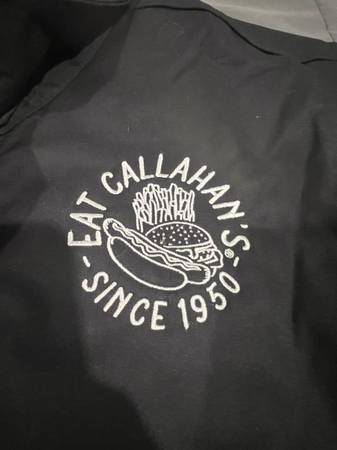 - EAT CALLAHAN'S® -
SINCE 1950